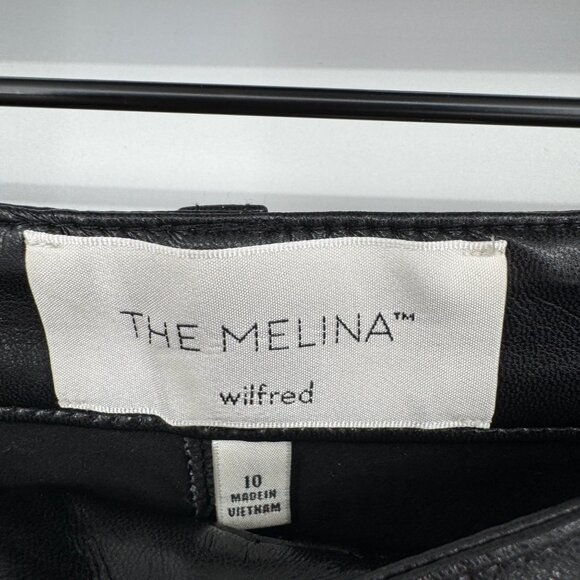 THE MELINA™
wilfred
10
MADE IN
VIETNAM